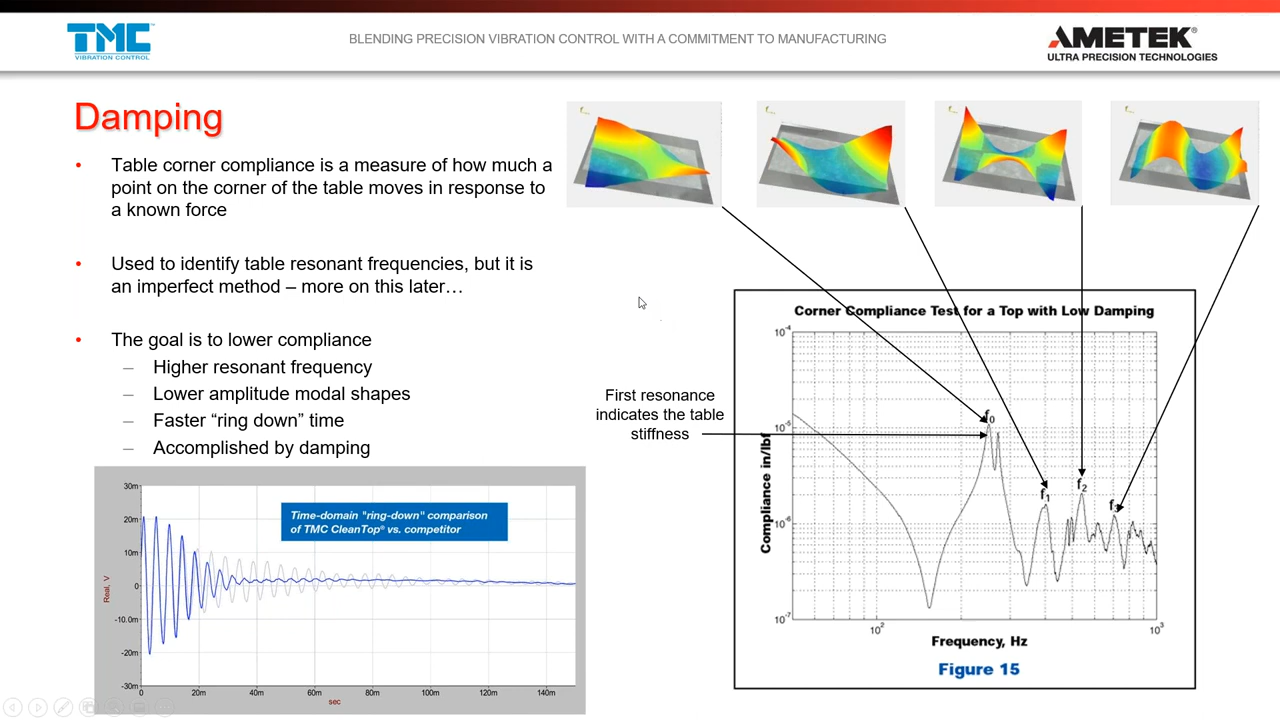 TMC
VIBRATION CONTROL
BLENDING PRECISION VIBRATION CONTROL WITH A COMMITMENT TO MANUFACTURING
AMETEK®
ULTRA PRECISION TECHNOLOGIES
Damping
• Table corner compliance is a measure of how much a
point on the corner of the table moves in response to
a known force
• Used to identify table resonant frequencies, but it is
an imperfect method – more on this later…
• The goal is to lower compliance
– Higher resonant frequency
– Lower amplitude modal shapes
– Faster “ring down” time
– Accomplished by damping
First resonance
indicates the table
stiffness
Corner Compliance Test for a Top with Low Damping
Compliance in/lbf
10⁻⁴
10⁻⁵
10⁻⁶
10⁻⁷
f₀
f₁
f₂
10²
10³
Frequency, Hz
Figure 15
Time-domain "ring-down" comparison
of TMC CleanTop® vs. competitor
Real, V
30m
20m
10m
0
-10.0m
-20m
-30m
0 20m 40m 60m 80m 100m 120m 140m
sec